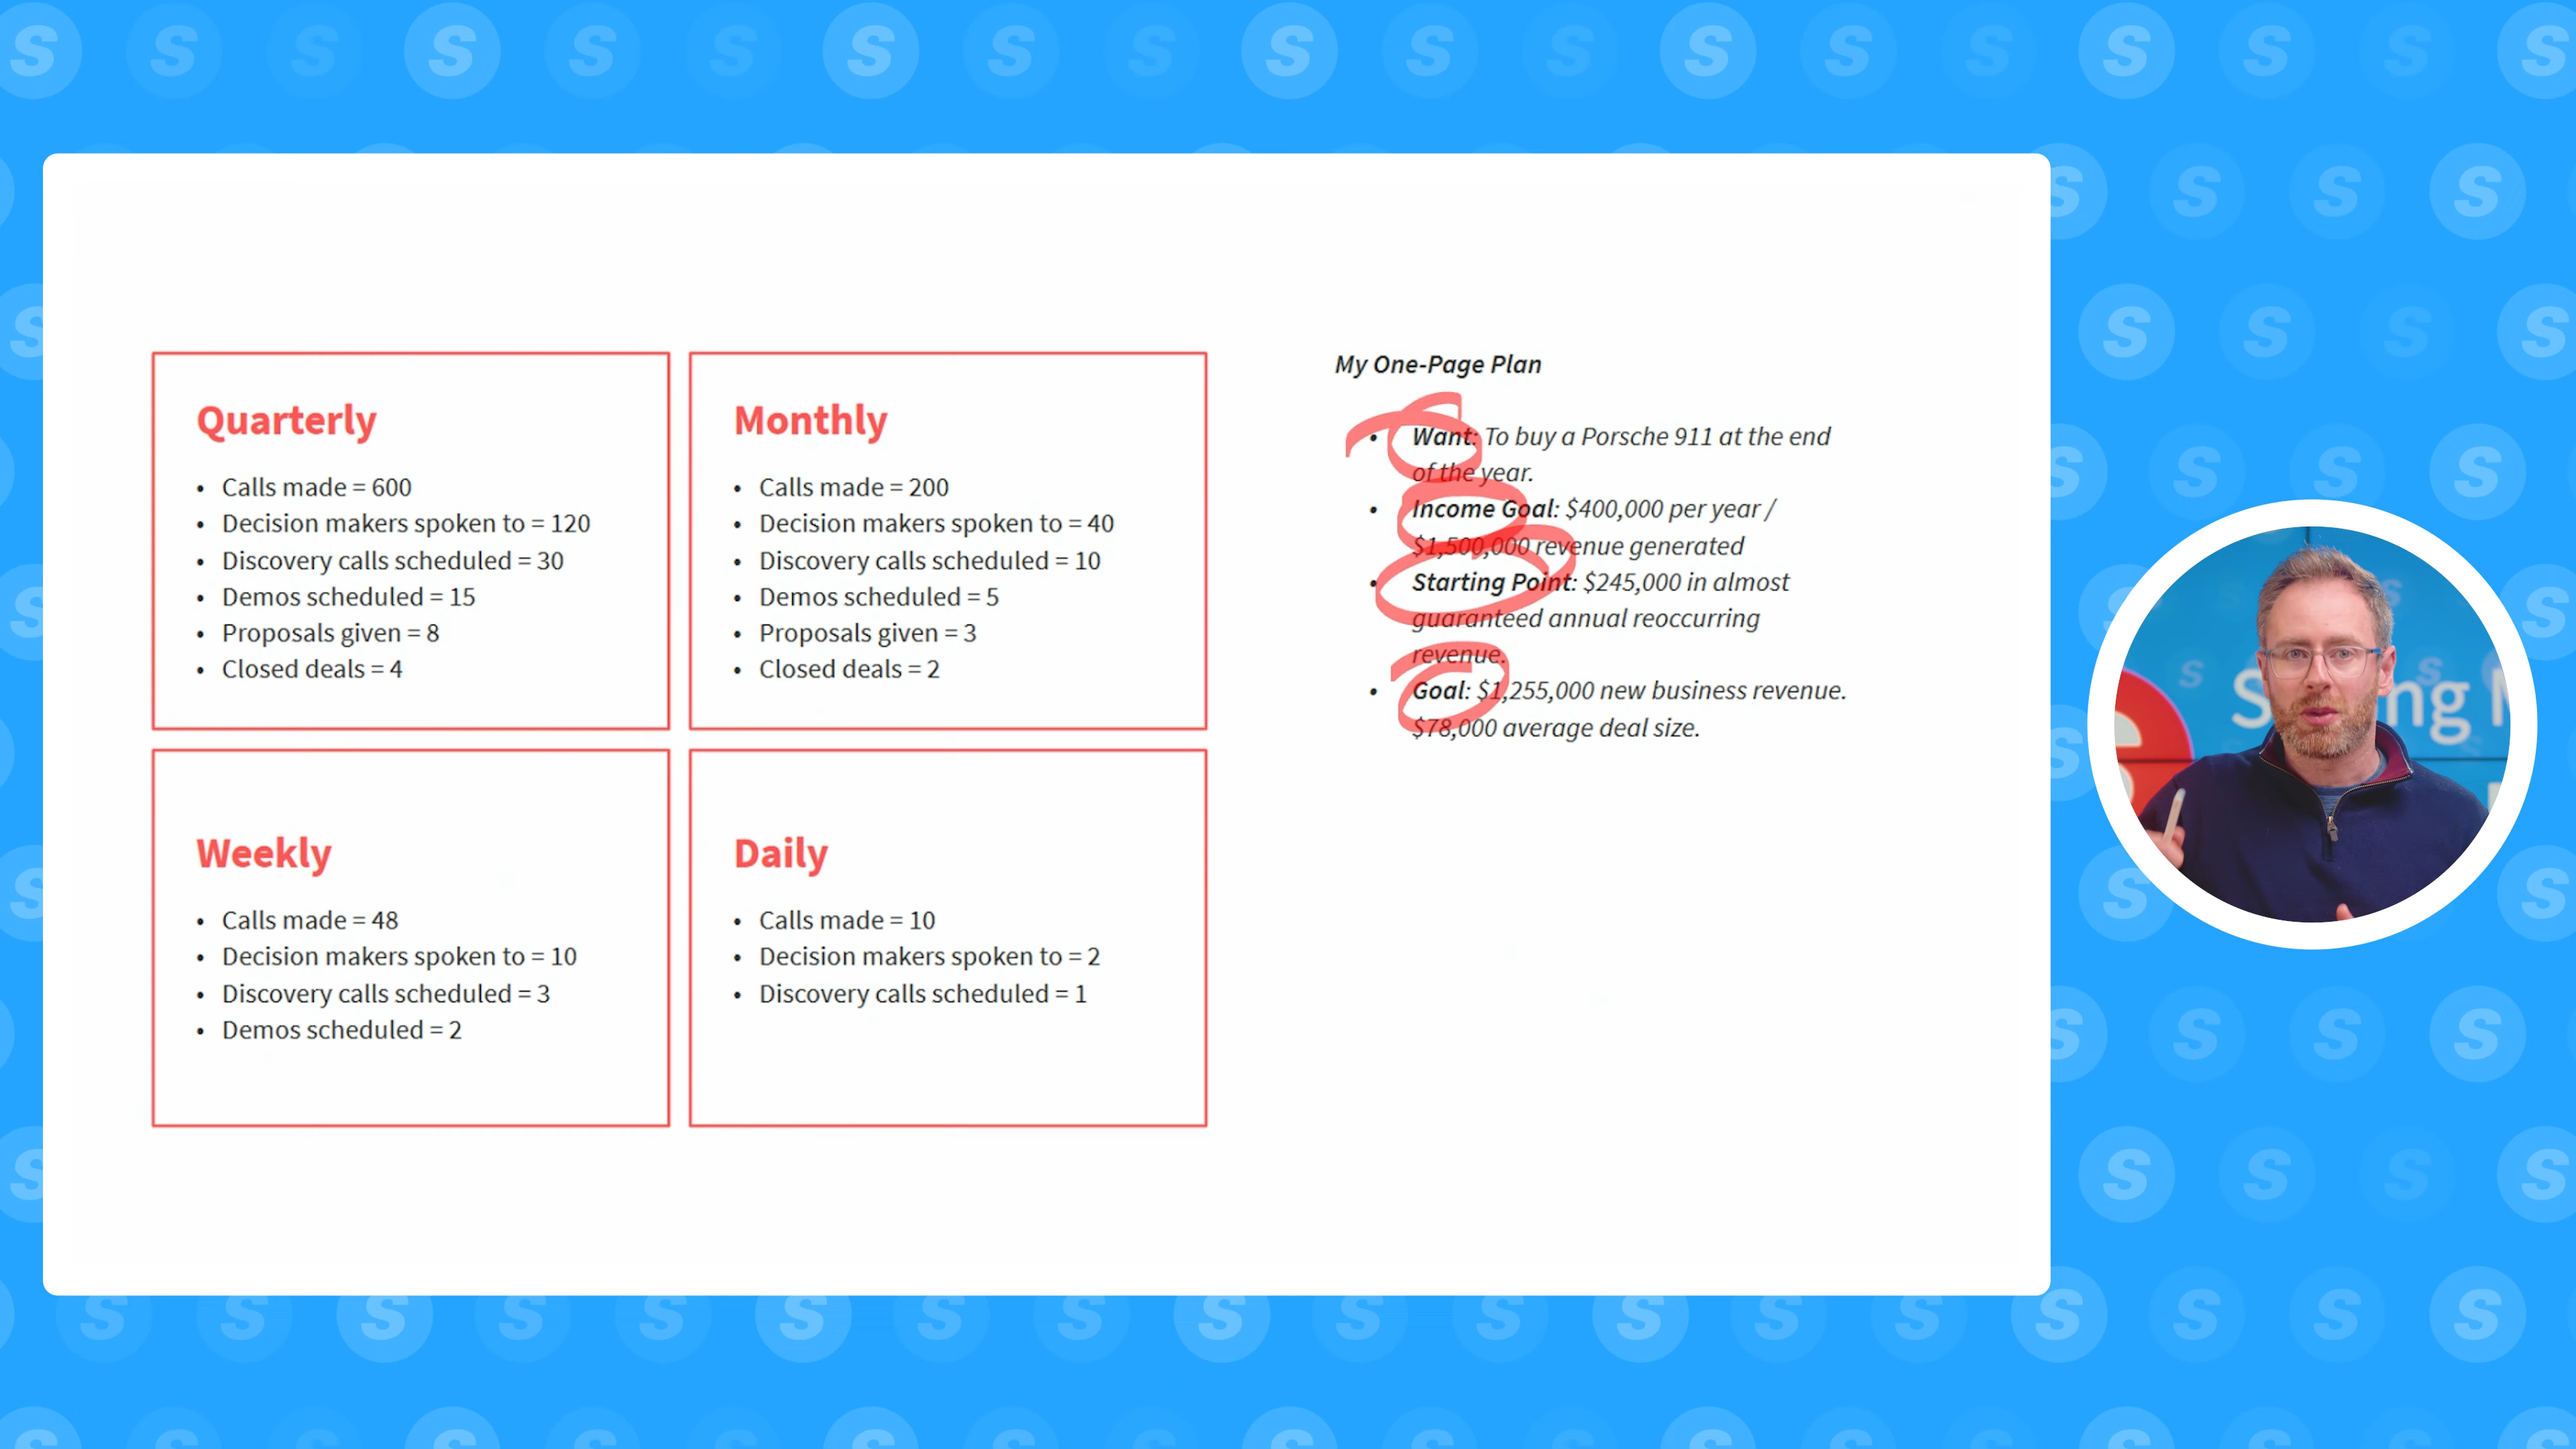 Quarterly
• Calls made = 600
• Decision makers spoken to = 120
• Discovery calls scheduled = 30
• Demos scheduled = 15
• Proposals given = 8
• Closed deals = 4
Monthly
• Calls made = 200
• Decision makers spoken to = 40
• Discovery calls scheduled = 10
• Demos scheduled = 5
• Proposals given = 3
• Closed deals = 2
Weekly
• Calls made = 48
• Decision makers spoken to = 10
• Discovery calls scheduled = 3
• Demos scheduled = 2
Daily
• Calls made = 10
• Decision makers spoken to = 2
• Discovery calls scheduled = 1
My One-Page Plan
• Want: To buy a Porsche 911 at the end
of the year.
• Income Goal: $400,000 per year /
$1,500,000 revenue generated
• Starting Point: $245,000 in almost
guaranteed annual reoccurring
revenue.
• Goal: $1,255,000 new business revenue.
$78,000 average deal size.